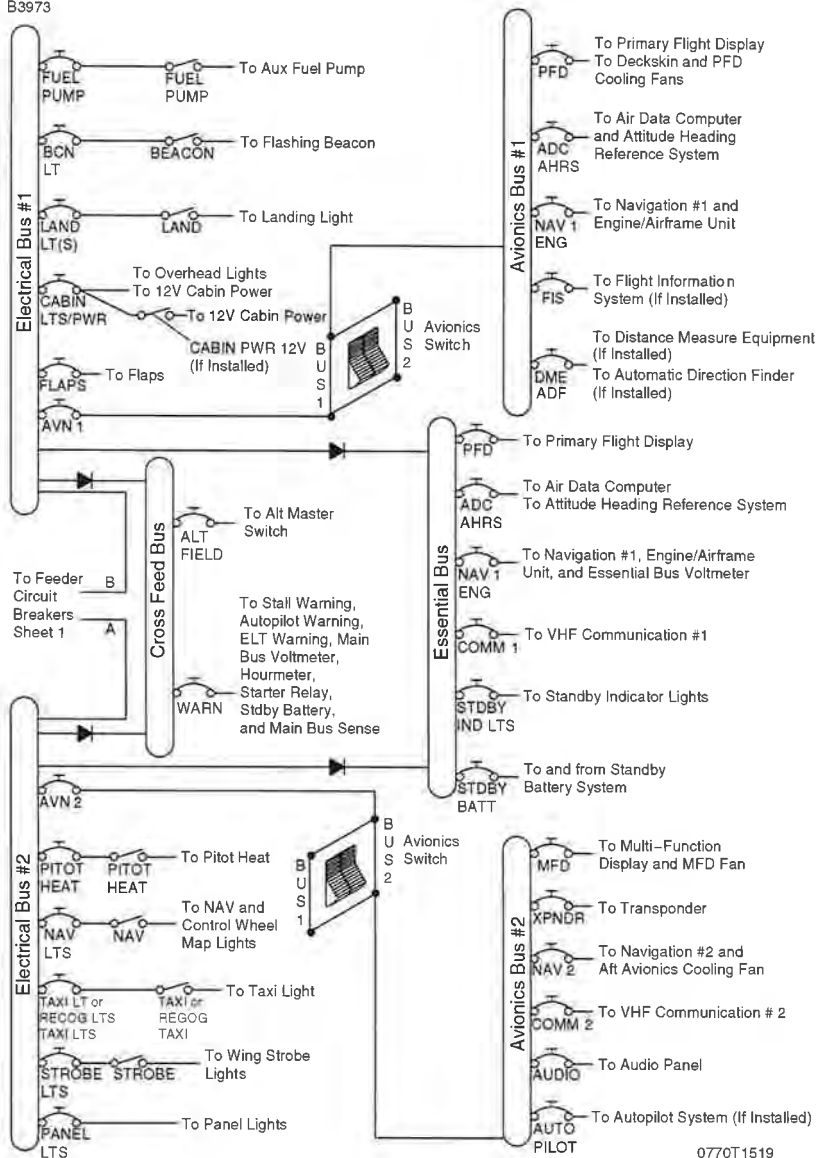 B3973
Electrical Bus #1
FUEL
PUMP
FUEL
PUMP
To Aux Fuel Pump
BCN
LT
BEACON
To Flashing Beacon
LAND
LT(S)
LAND
To Landing Light
CABIN
LTS/PWR
To Overhead Lights
To 12V Cabin Power
To 12V Cabin Power
CABIN PWR 12V
(If Installed)
FLAPS
To Flaps
AVN 1
BUS 1
BUS 2
Avionics
Switch
Avionics Bus #1
PFD
To Primary Flight Display
To Deckskin and PFD
Cooling Fans
ADC
AHRS
To Air Data Computer
and Attitude Heading
Reference System
NAV 1
ENG
To Navigation #1 and
Engine/Airframe Unit
FIS
To Flight Information
System (If Installed)
DME
ADF
To Distance Measure Equipment
(If Installed)
To Automatic Direction Finder
(If Installed)
Cross Feed Bus
ALT
FIELD
To Alt Master
Switch
WARN
To Stall Warning,
Autopilot Warning,
ELT Warning, Main
Bus Voltmeter,
Hourmeter,
Starter Relay,
Stdby Battery,
and Main Bus Sense
To Feeder
Circuit
Breakers
Sheet 1
B
A
Essential Bus
PFD
To Primary Flight Display
ADC
AHRS
To Air Data Computer
To Attitude Heading Reference System
NAV 1
ENG
To Navigation #1, Engine/Airframe
Unit, and Essential Bus Voltmeter
COMM 1
To VHF Communication #1
STDBY
IND LTS
To Standby Indicator Lights
STDBY
BATT
To and from Standby
Battery System
Electrical Bus #2
AVN 2
PITOT
HEAT
PITOT
HEAT
To Pitot Heat
NAV
LTS
NAV
To NAV and
Control Wheel
Map Lights
TAXI LT or
RECOG LTS
TAXI LTS
TAXI or
REGOG
TAXI
To Taxi Light
STROBE
LTS
STROBE
To Wing Strobe
Lights
PANEL
LTS
To Panel Lights
BUS 1
BUS 2
Avionics
Switch
Avionics Bus #2
MFD
To Multi-Function
Display and MFD Fan
XPNDR
To Transponder
NAV 2
To Navigation #2 and
Aft Avionics Cooling Fan
COMM 2
To VHF Communication # 2
AUDIO
To Audio Panel
AUTO
PILOT
To Autopilot System (If Installed)
0770T1519